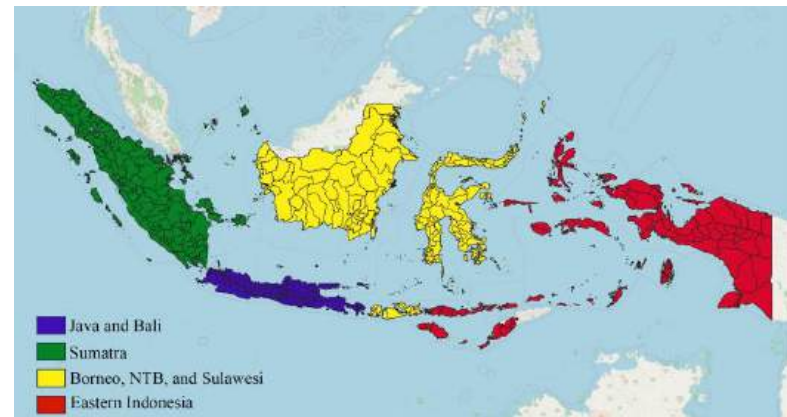 Java and Bali
Sumatra
Borneo, NTB, and Sulawesi
Eastern Indonesia